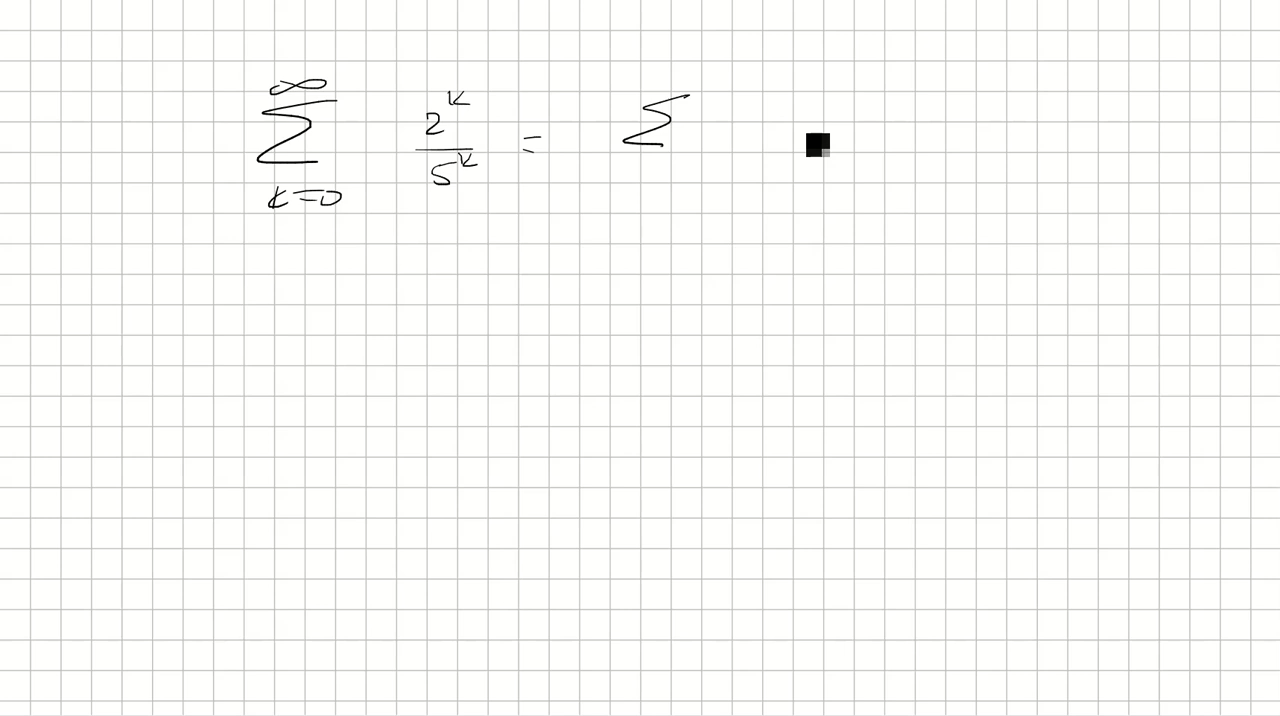 ∞
∑ 2^k / 5^k = ∑
k=0